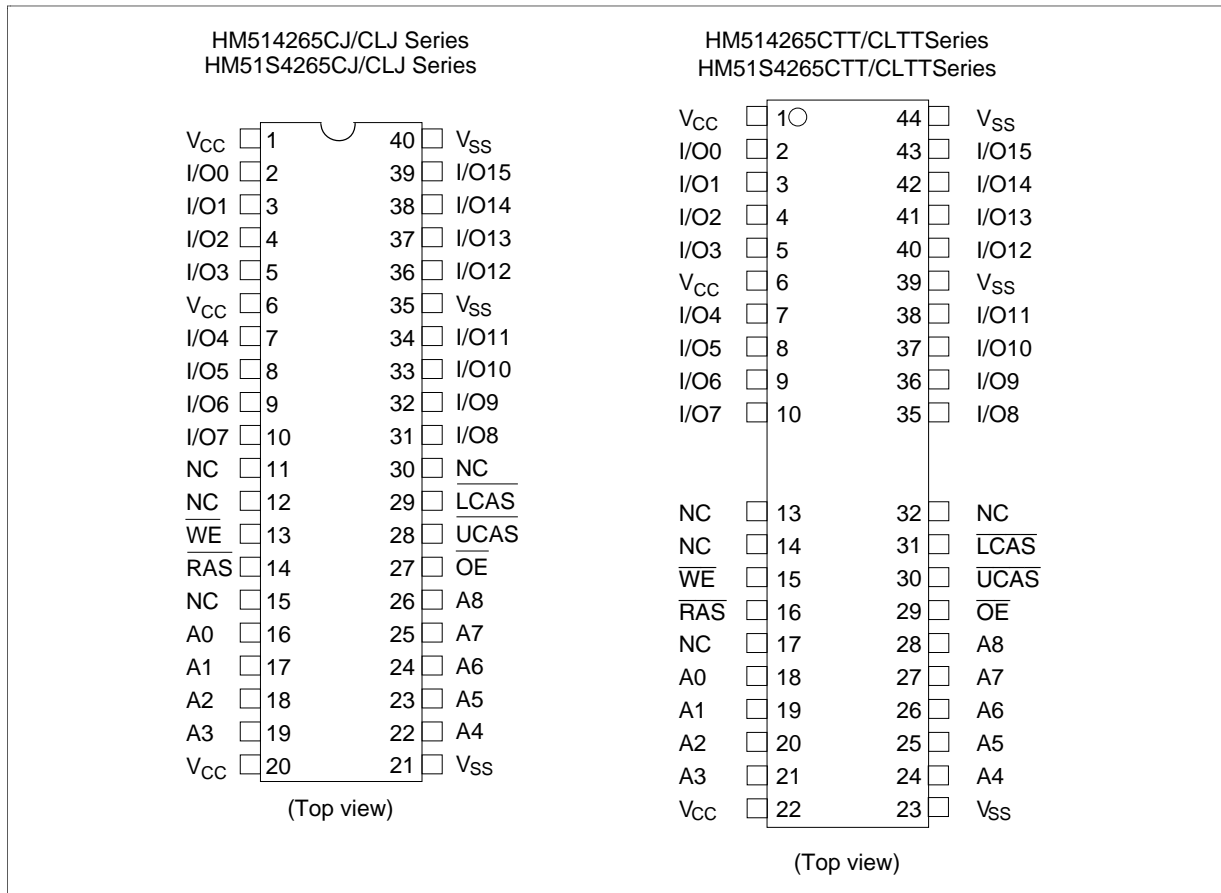 HM514265CJ/CLJ Series
HM51S4265CJ/CLJ Series
VCC 1 40 VSS
I/O0 2 39 I/O15
I/O1 3 38 I/O14
I/O2 4 37 I/O13
I/O3 5 36 I/O12
VCC 6 35 VSS
I/O4 7 34 I/O11
I/O5 8 33 I/O10
I/O6 9 32 I/O9
I/O7 10 31 I/O8
NC 11 30 NC
NC 12 29 LCAS
WE 13 28 UCAS
RAS 14 27 OE
NC 15 26 A8
A0 16 25 A7
A1 17 24 A6
A2 18 23 A5
A3 19 22 A4
VCC 20 21 VSS
(Top view)
HM514265CTT/CLTTSeries
HM51S4265CTT/CLTTSeries
VCC 1 44 VSS
I/O0 2 43 I/O15
I/O1 3 42 I/O14
I/O2 4 41 I/O13
I/O3 5 40 I/O12
VCC 6 39 VSS
I/O4 7 38 I/O11
I/O5 8 37 I/O10
I/O6 9 36 I/O9
I/O7 10 35 I/O8
NC 13 32 NC
NC 14 31 LCAS
WE 15 30 UCAS
RAS 16 29 OE
NC 17 28 A8
A0 18 27 A7
A1 19 26 A6
A2 20 25 A5
A3 21 24 A4
VCC 22 23 VSS
(Top view)